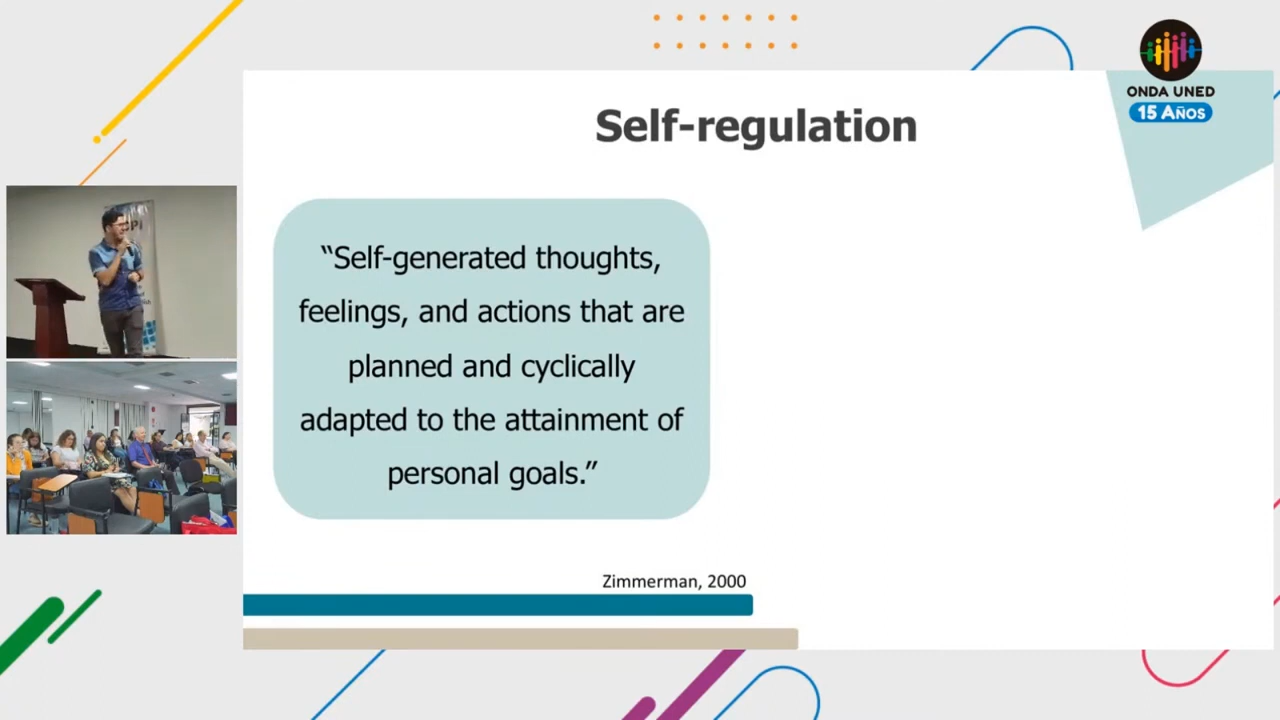 ONDA UNED
15 AÑOS
Self-regulation
“Self-generated thoughts,
feelings, and actions that are
planned and cyclically
adapted to the attainment of
personal goals.”
Zimmerman, 2000